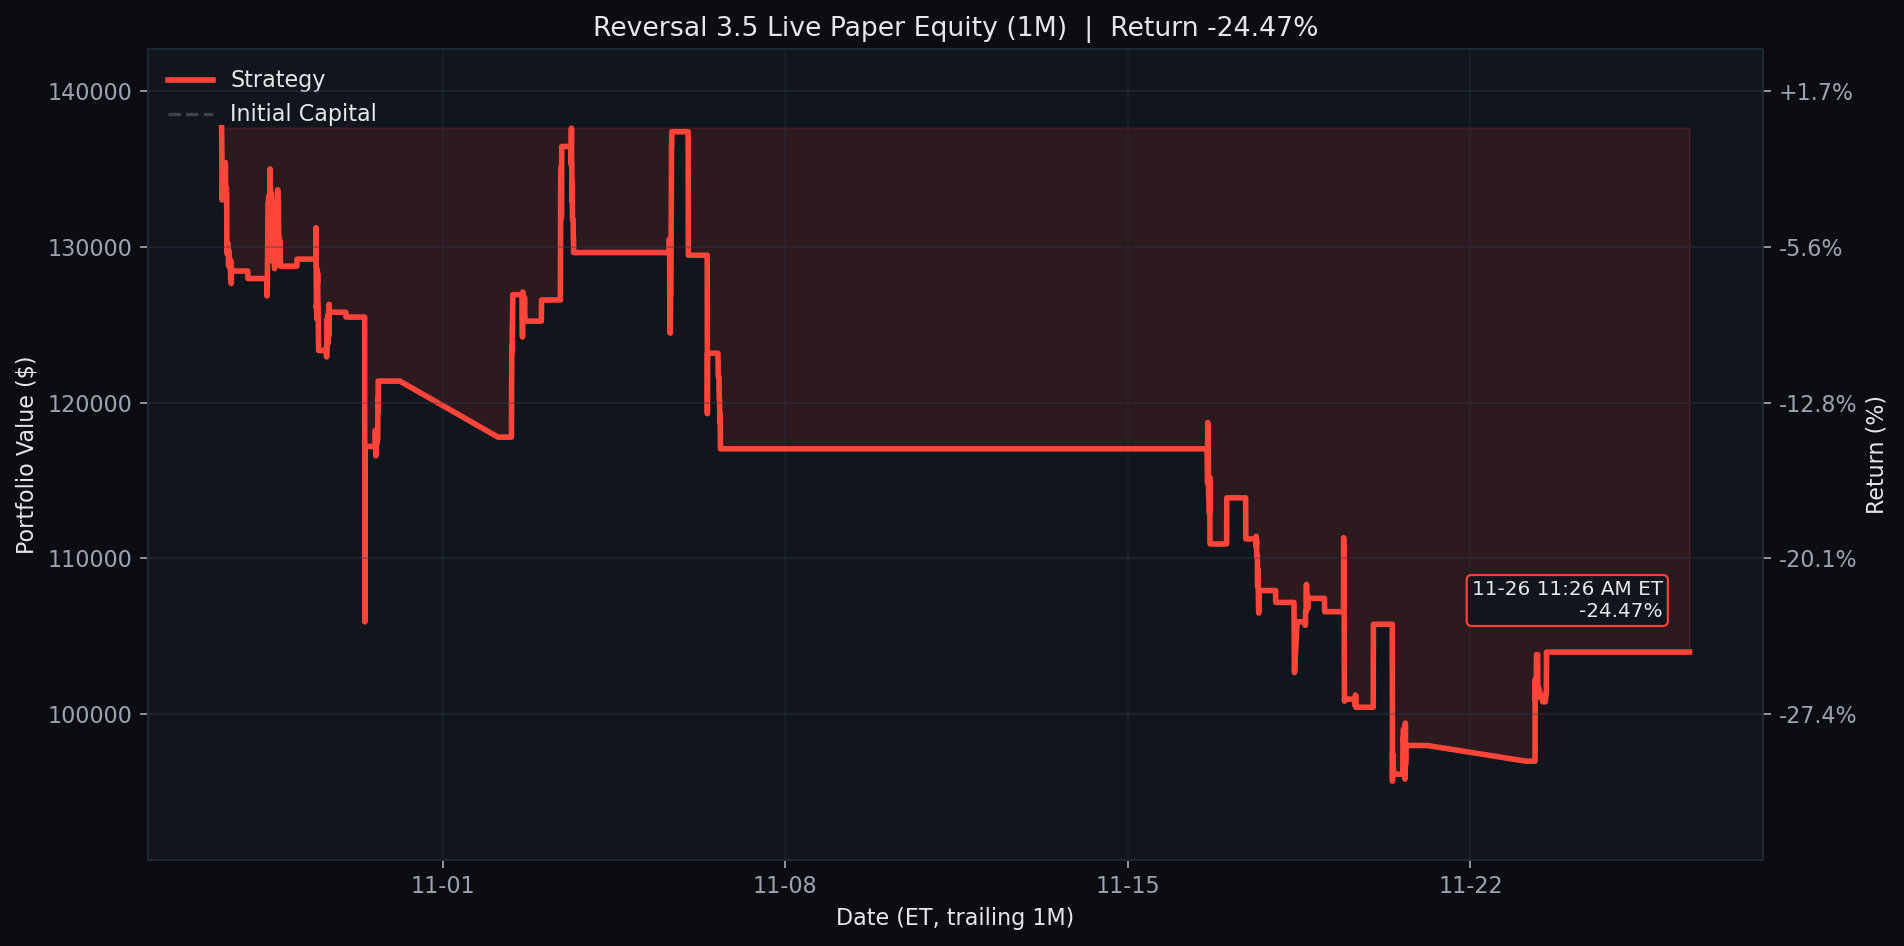 Reversal 3.5 Live Paper Equity (1M) | Return -24.47%
Strategy
Initial Capital
140000
130000
120000
110000
100000
Portfolio Value ($)
+1.7%
-5.6%
-12.8%
-20.1%
-27.4%
Return (%)
11-26 11:26 AM ET
-24.47%
11-01
11-08
11-15
11-22
Date (ET, trailing 1M)